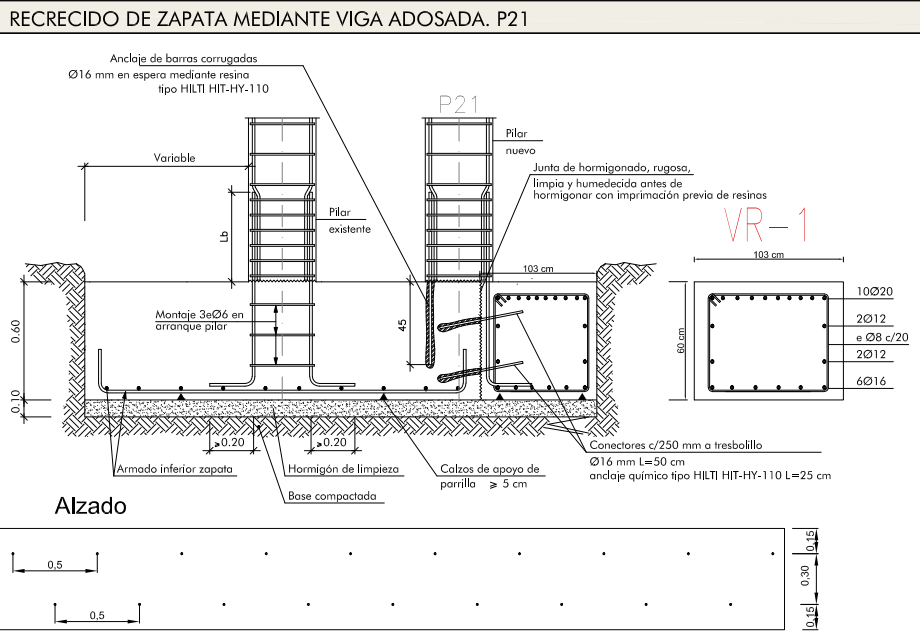 RECRECIDO DE ZAPATA MEDIANTE VIGA ADOSADA. P21
Anclaje de barras corrugadas
Ø16 mm en espera mediante resina
tipo HILTI HIT-HY-110
P21
Pilar
nuevo
Variable
Junta de hormigonado, rugosa,
limpia y humedecida antes de
hormigonar con imprimación previa de resinas
Lb
Pilar
existente
VR-1
103 cm
103 cm
0.60
Montaje 3eØ6 en
arranque pilar
45
60 cm
10Ø20
2Ø12
e Ø8 c/20
2Ø12
6Ø16
0.10
≥0.20
≥0.20
Armado inferior zapata
Hormigón de limpieza
Base compactada
Calzos de apoyo de
parrilla ≥ 5 cm
Conectores c/250 mm a tresbolillo
Ø16 mm L=50 cm
anclaje químico tipo HILTI HIT-HY-110 L=25 cm
Alzado
0,5
0,5
0,15
0,30
0,15